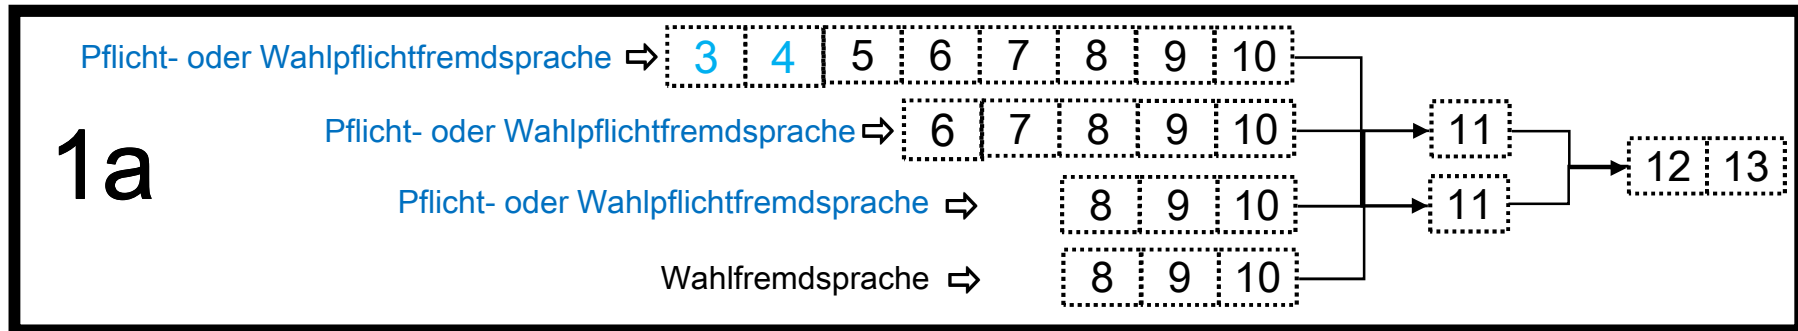 Pflicht- oder Wahlpflichtfremdsprache ⇨ 3 4 5 6 7 8 9 10
Pflicht- oder Wahlpflichtfremdsprache ⇨ 6 7 8 9 10 11
1a
12 13
Pflicht- oder Wahlpflichtfremdsprache ⇨ 8 9 10 11
Wahlfremdsprache ⇨ 8 9 10